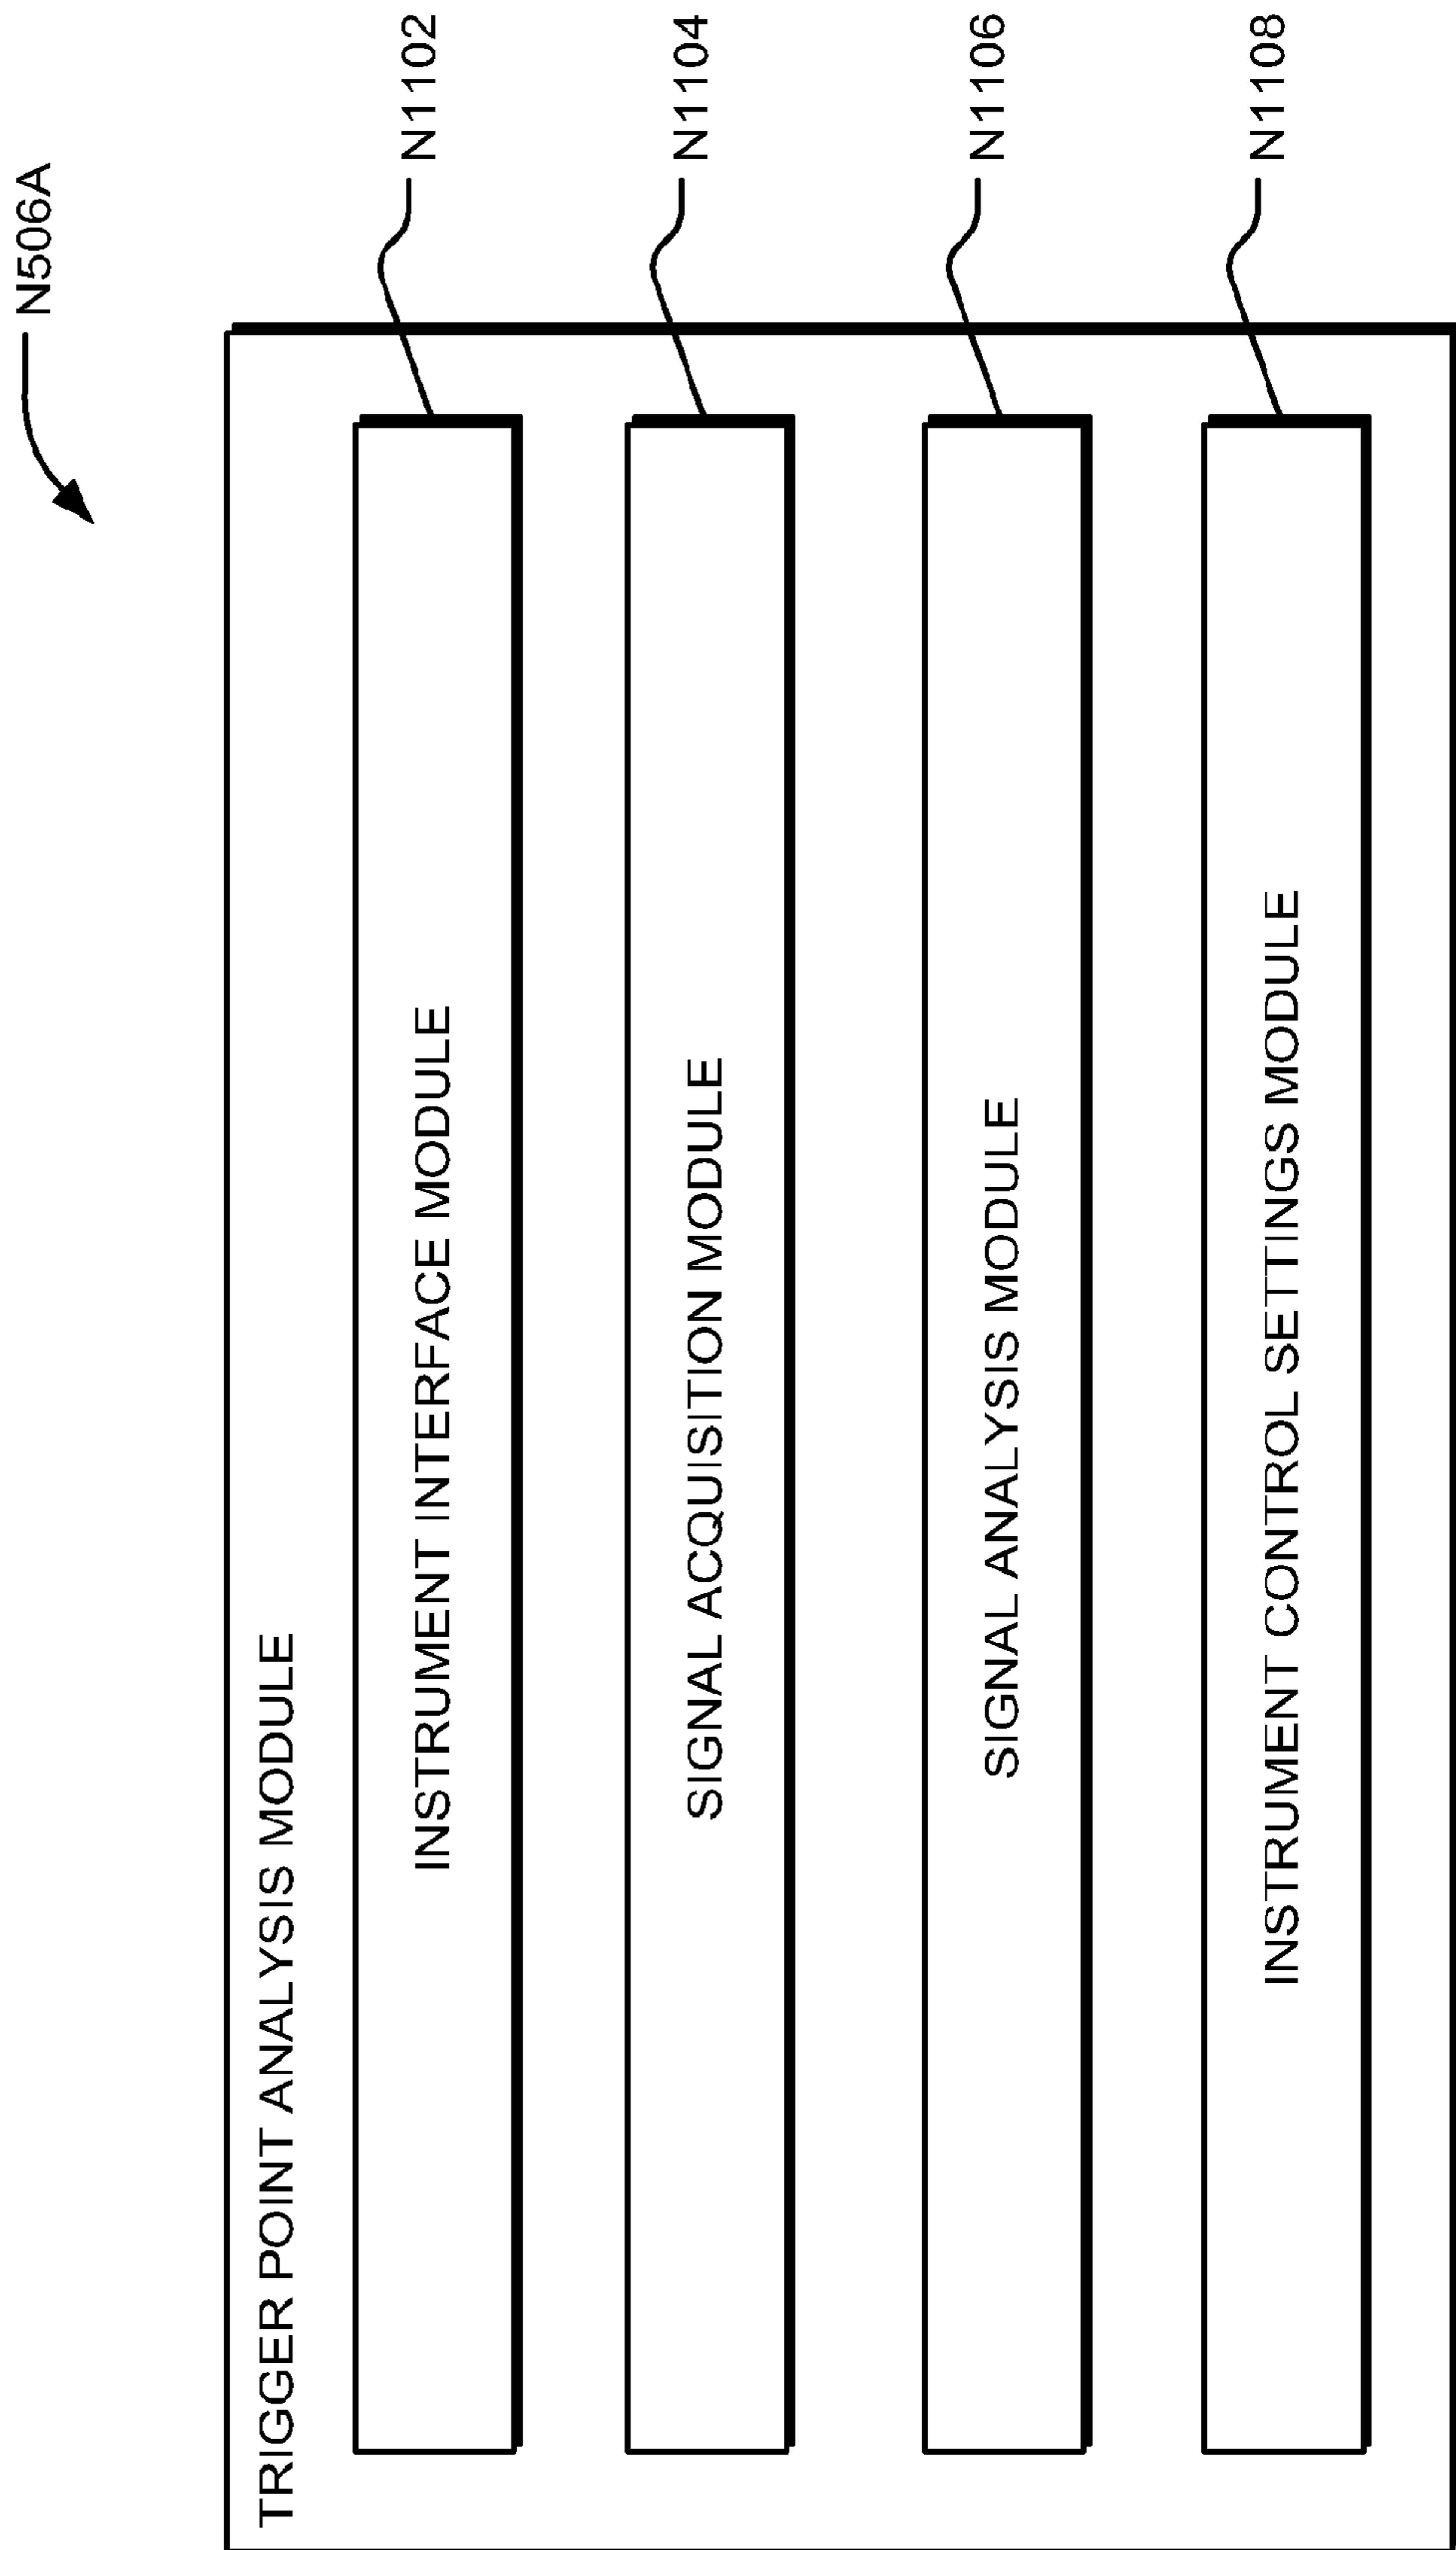 N506A
TRIGGER POINT ANALYSIS MODULE
INSTRUMENT INTERFACE MODULE
N1102
SIGNAL ACQUISITION MODULE
N1104
SIGNAL ANALYSIS MODULE
N1106
INSTRUMENT CONTROL SETTINGS MODULE
N1108